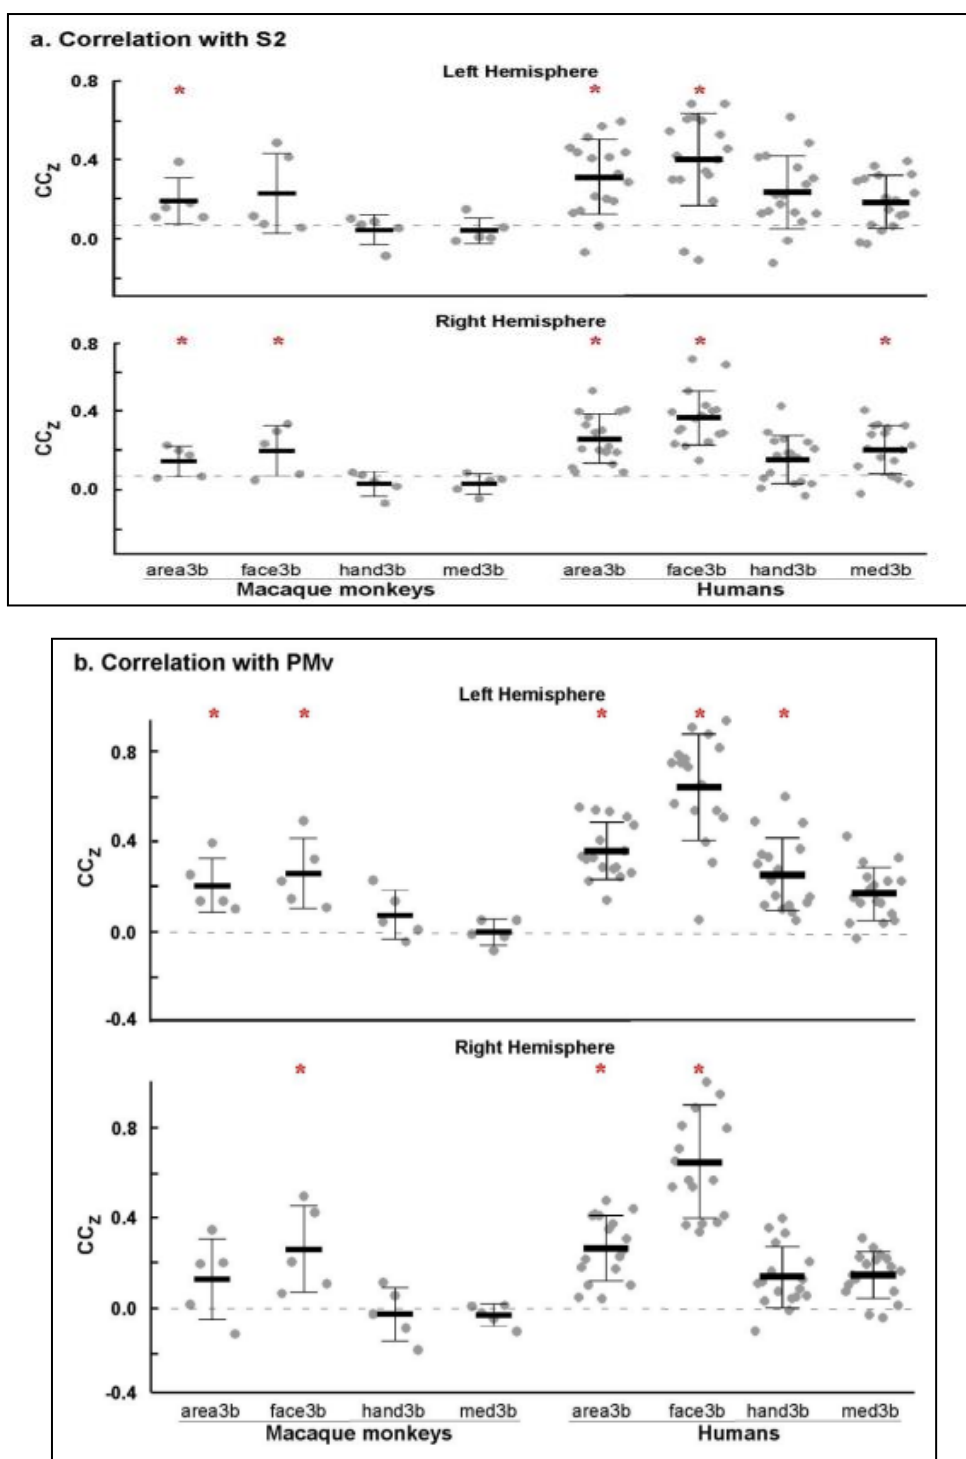 a. Correlation with S2
Left Hemisphere
* * *
0.8
0.4
0.0
CCz
Right Hemisphere
* * * * *
0.8
0.4
0.0
CCz
area3b face3b hand3b med3b area3b face3b hand3b med3b
Macaque monkeys Humans
b. Correlation with PMv
Left Hemisphere
* * * * *
0.8
0.4
0.0
-0.4
CCz
Right Hemisphere
* * *
0.8
0.4
0.0
-0.4
CCz
area3b face3b hand3b med3b area3b face3b hand3b med3b
Macaque monkeys Humans